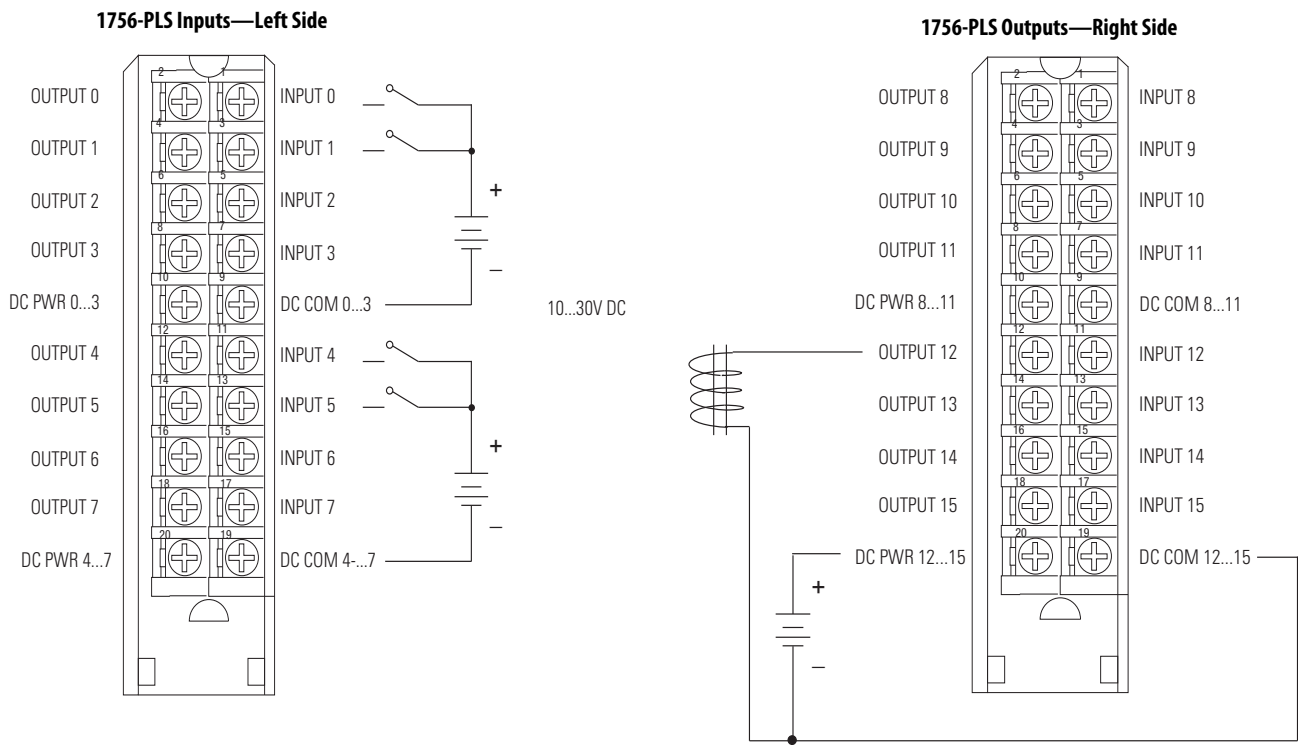 1756-PLS Inputs—Left Side
2 1
OUTPUT 0 INPUT 0
4 3
OUTPUT 1 INPUT 1
6 5
OUTPUT 2 INPUT 2
+
8 7
OUTPUT 3 INPUT 3
10 9
–
DC PWR 0...3 DC COM 0...3
12 11
OUTPUT 4 INPUT 4
14 13
OUTPUT 5 INPUT 5
16 15
+
OUTPUT 6 INPUT 6
18 17
OUTPUT 7 INPUT 7
–
20 19
DC PWR 4...7 DC COM 4-...7
10...30V DC
1756-PLS Outputs—Right Side
2 1
OUTPUT 8 INPUT 8
4 3
OUTPUT 9 INPUT 9
6 5
OUTPUT 10 INPUT 10
8 7
OUTPUT 11 INPUT 11
10 9
DC PWR 8...11 DC COM 8...11
12 11
OUTPUT 12 INPUT 12
14 13
OUTPUT 13 INPUT 13
16 15
OUTPUT 14 INPUT 14
18 17
OUTPUT 15 INPUT 15
20 19
DC PWR 12...15 DC COM 12...15
+
–